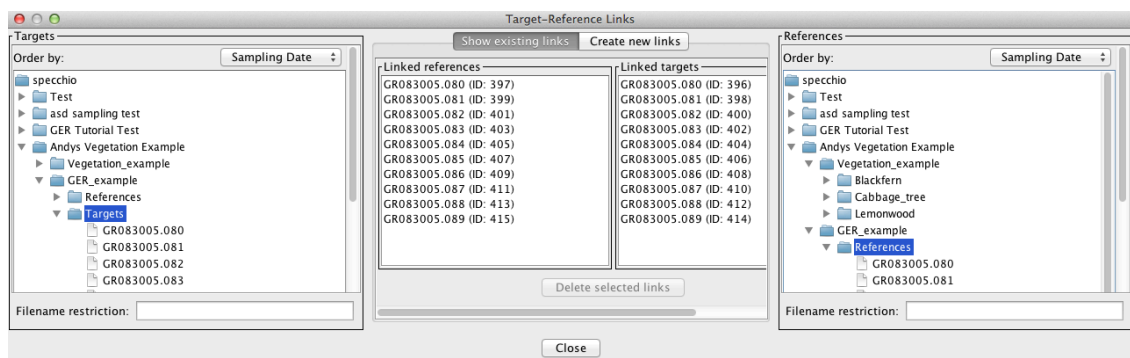 Target-Reference Links
Targets
Order by: Sampling Date
specchio
Test
asd sampling test
GER Tutorial Test
Andys Vegetation Example
Vegetation_example
GER_example
References
Targets
GR083005.080
GR083005.081
GR083005.082
GR083005.083
Filename restriction:
Show existing links Create new links
Linked references
GR083005.080 (ID: 397)
GR083005.081 (ID: 399)
GR083005.082 (ID: 401)
GR083005.083 (ID: 403)
GR083005.084 (ID: 405)
GR083005.085 (ID: 407)
GR083005.086 (ID: 409)
GR083005.087 (ID: 411)
GR083005.088 (ID: 413)
GR083005.089 (ID: 415)
Linked targets
GR083005.080 (ID: 396)
GR083005.081 (ID: 398)
GR083005.082 (ID: 400)
GR083005.083 (ID: 402)
GR083005.084 (ID: 404)
GR083005.085 (ID: 406)
GR083005.086 (ID: 408)
GR083005.087 (ID: 410)
GR083005.088 (ID: 412)
GR083005.089 (ID: 414)
Delete selected links
References
Order by: Sampling Date
specchio
Test
asd sampling test
GER Tutorial Test
Andys Vegetation Example
Vegetation_example
Blackfern
Cabbage_tree
Lemonwood
GER_example
References
GR083005.080
GR083005.081
Filename restriction:
Close